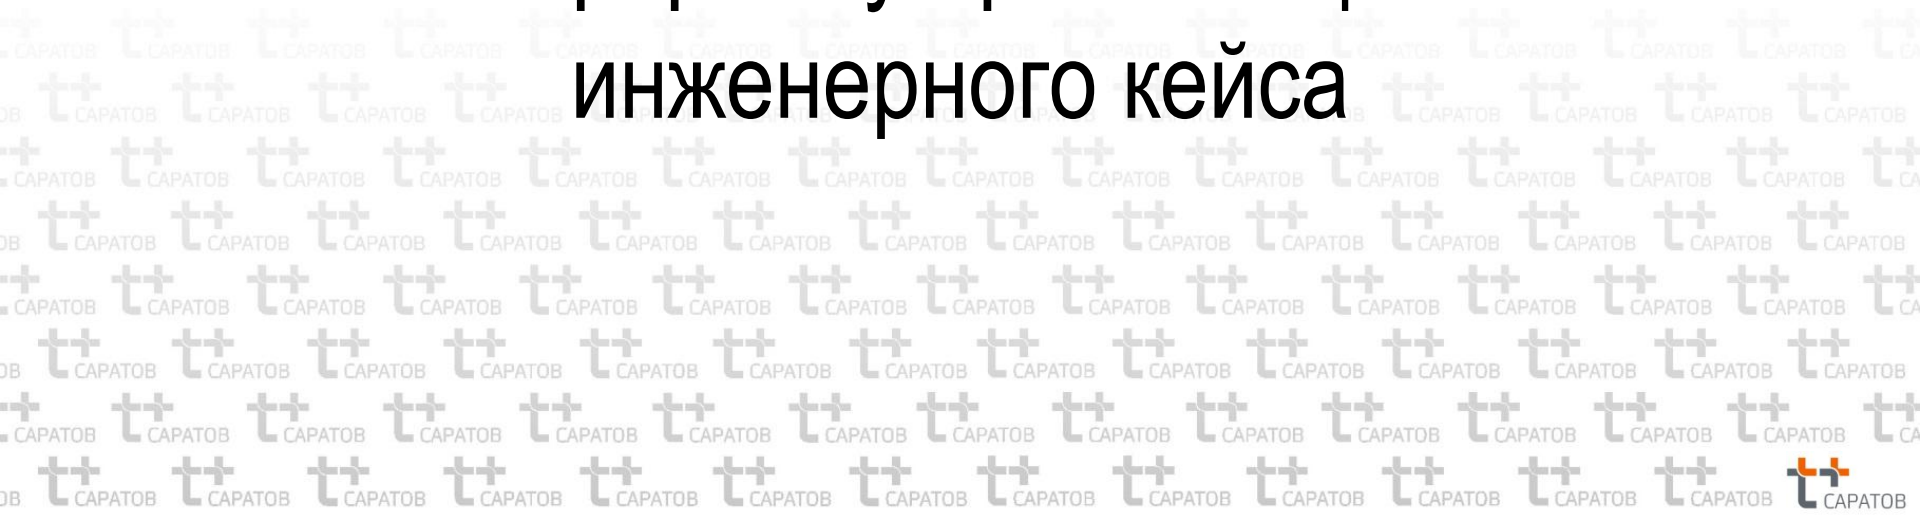 инженерного кейса
САРАТОВ